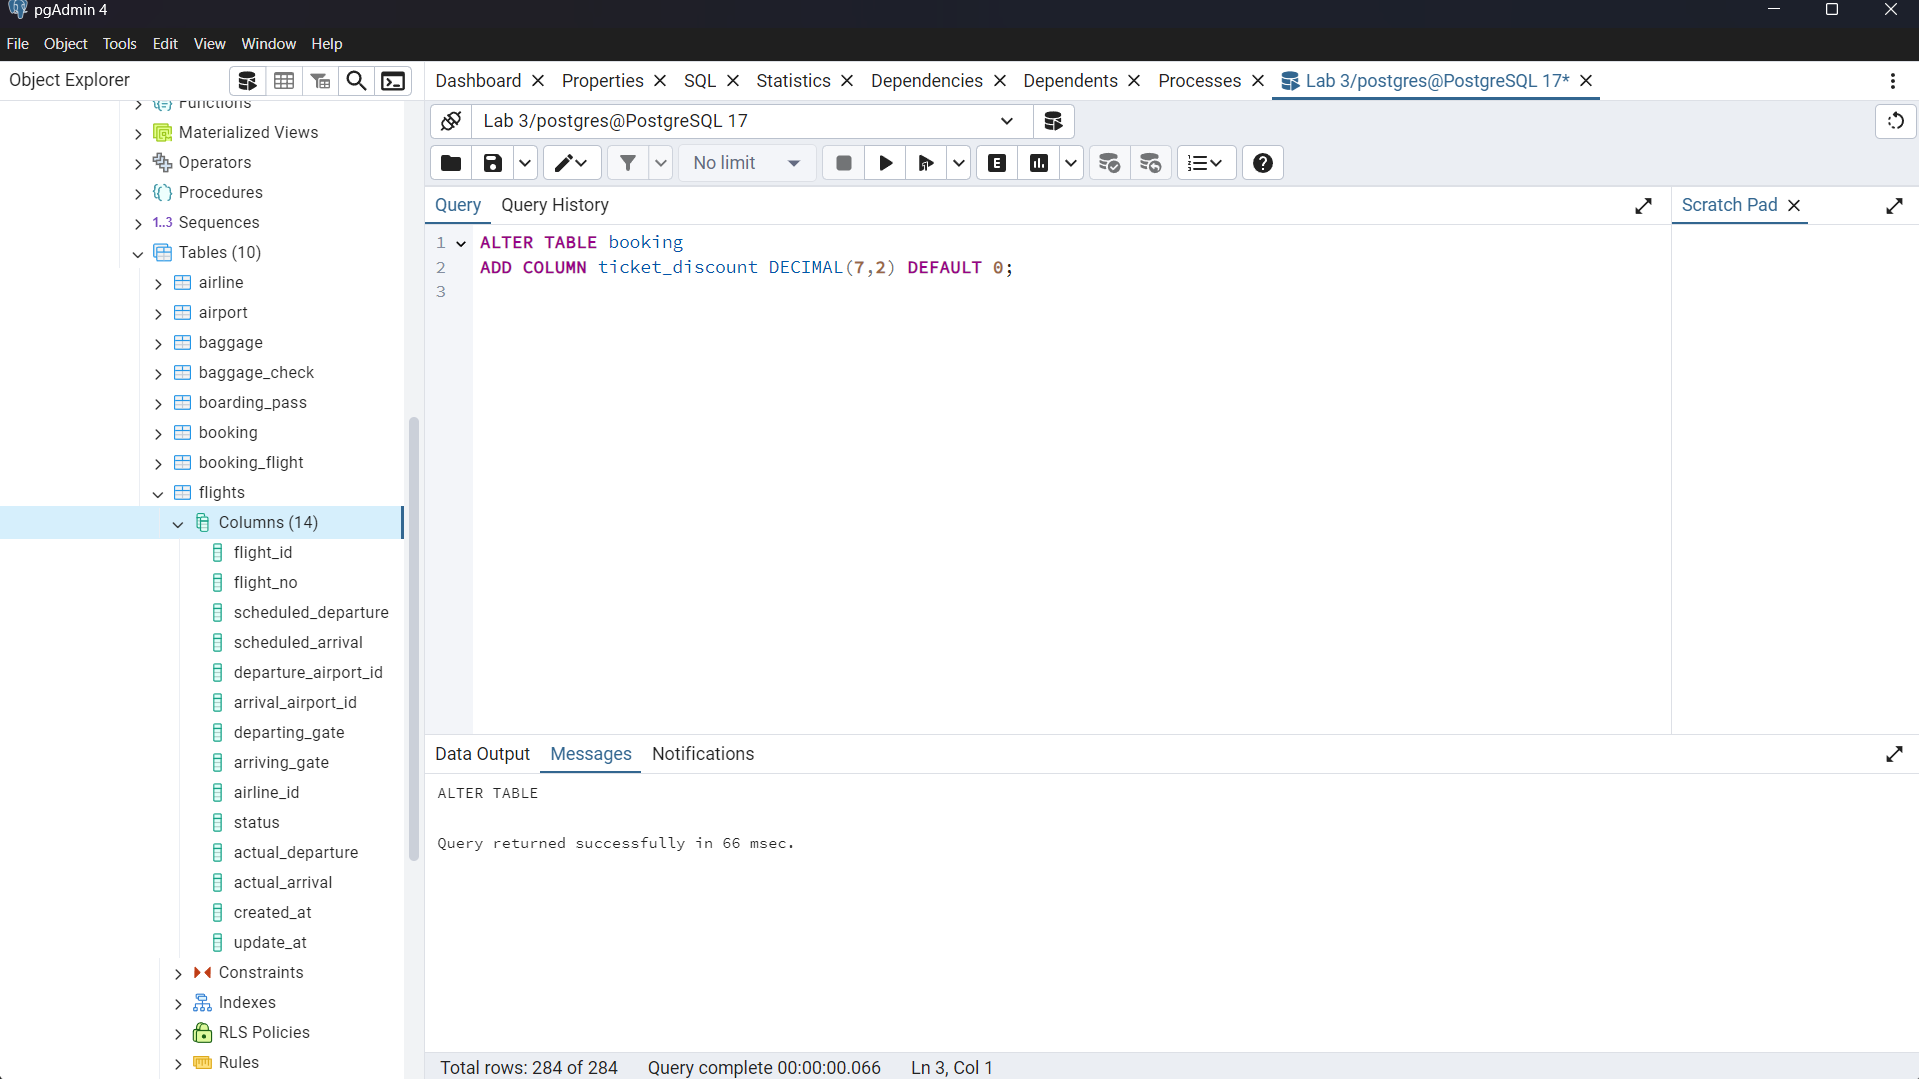 pgAdmin 4
File Object Tools Edit View Window Help
Object Explorer
Dashboard Properties SQL Statistics Dependencies Dependents Processes Lab 3/postgres@PostgreSQL 17*
Functions
Materialized Views
Operators
Procedures
1..3 Sequences
Tables (10)
airline
airport
baggage
baggage_check
boarding_pass
booking
booking_flight
flights
Columns (14)
flight_id
flight_no
scheduled_departure
scheduled_arrival
departure_airport_id
arrival_airport_id
departing_gate
arriving_gate
airline_id
status
actual_departure
actual_arrival
created_at
update_at
Constraints
Indexes
RLS Policies
Rules
Lab 3/postgres@PostgreSQL 17
No limit
E
Query Query History
Scratch Pad
1 ALTER TABLE booking
2 ADD COLUMN ticket_discount DECIMAL(7,2) DEFAULT 0;
3
Data Output Messages Notifications
ALTER TABLE
Query returned successfully in 66 msec.
Total rows: 284 of 284 Query complete 00:00:00.066 Ln 3, Col 1